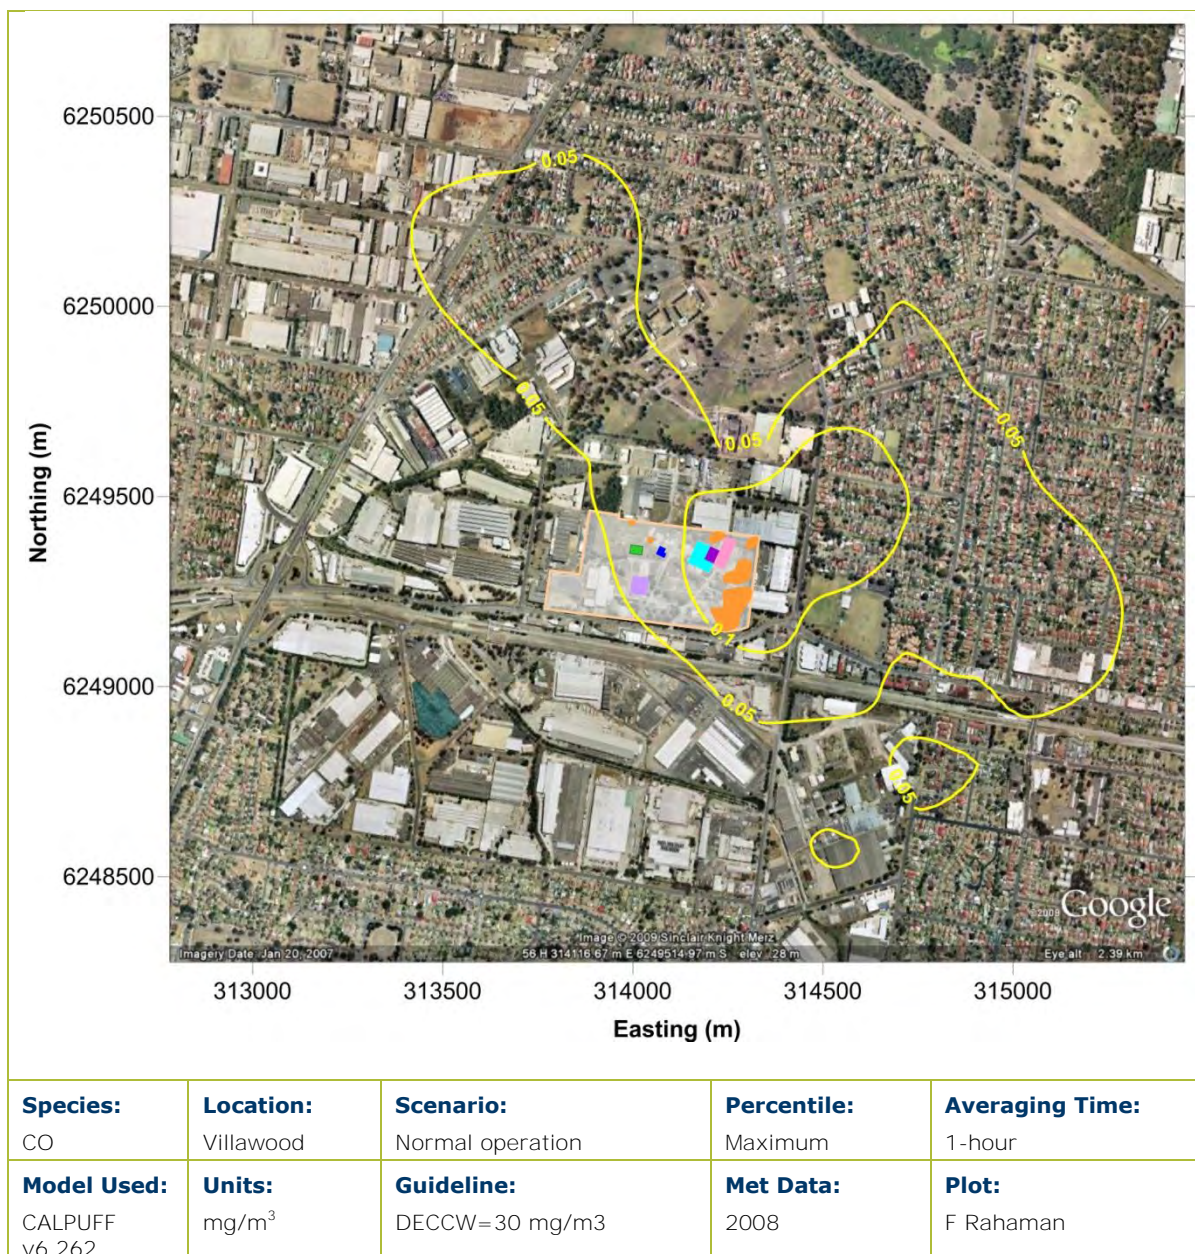 Northing (m)
6250500
6250000
6249500
6249000
6248500
0.05
0.05
0.05
0.05
0.1
0.05
0.05
©2009 Google
Image © 2009 Sinclair Knight Merz
Imagery Date: Jan 20, 2007
56 H 314116.67 m E 6249514.97 m S elev 28 m
Eye alt 2.39 km
313000 313500 314000 314500 315000
Easting (m)
Species: Location: Scenario: Percentile: Averaging Time:
CO Villawood Normal operation Maximum 1-hour
Model Used: Units: Guideline: Met Data: Plot:
CALPUFF mg/m³ DECCW=30 mg/m3 2008 F Rahaman
v6.262